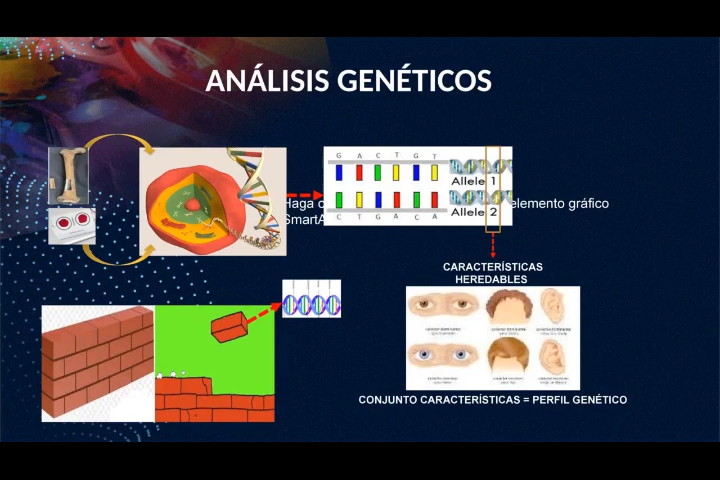 ANÁLISIS GENÉTICOS
G A C T G T
Allele 1
Haga
elemento gráfico
SmartA
Allele 2
C T G A C A
CARACTERÍSTICAS
HEREDABLES
CONJUNTO CARACTERÍSTICAS = PERFIL GENÉTICO